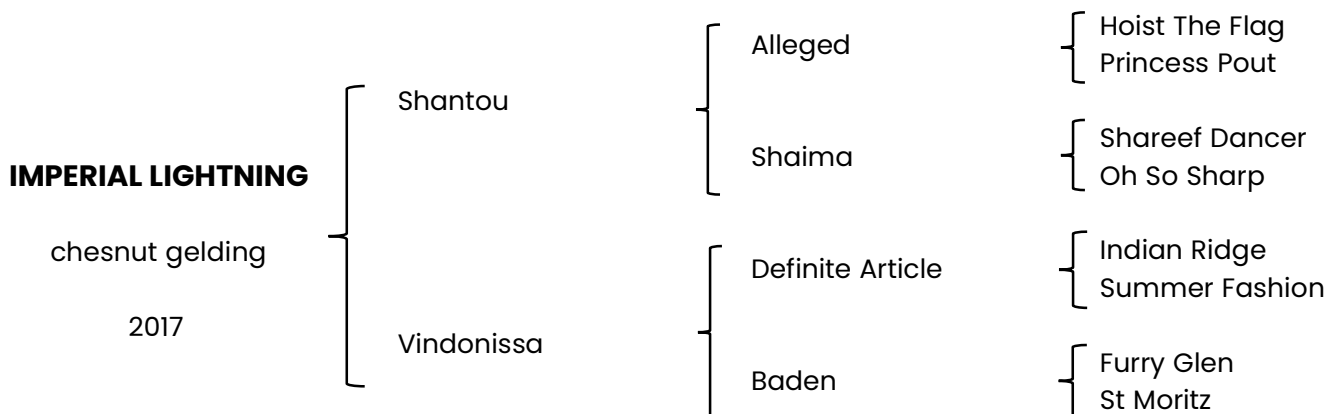 IMPERIAL LIGHTNING
chesnut gelding
2017
Shantou
Vindonissa
Alleged
Shaima
Definite Article
Baden
Hoist The Flag
Princess Pout
Shareef Dancer
Oh So Sharp
Indian Ridge
Summer Fashion
Furry Glen
St Moritz